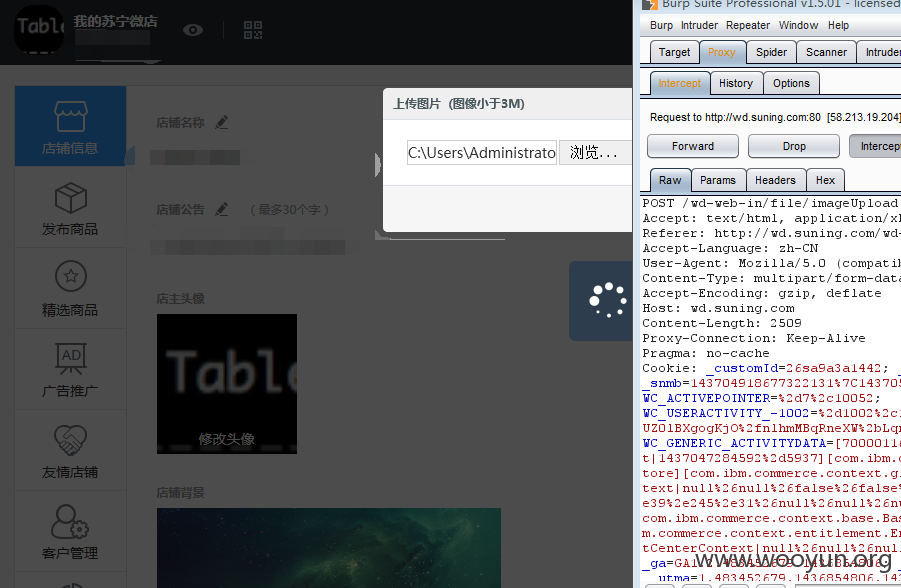 Table
我的苏宁微店
店铺信息
发布商品
精选商品
AD
广告推广
友情店铺
客户管理
店铺名称
店铺公告
（最多30个字）
店主头像
Table
修改头像
店铺背景
上传图片 (图像小于3M)
C:\Users\Administrato
浏览...
Burp Suite Professional v1.5.01 - licensed
Burp Intruder Repeater Window Help
Target Proxy Spider Scanner Intruder
Intercept History Options
Request to http://wd.suning.com:80 [58.213.19.204]
Forward Drop Intercep
Raw Params Headers Hex
POST /wd-web-in/file/imageUpload
Accept: text/html, application/xh
Referer: http://wd.suning.com/wd-
Accept-Language: zh-CN
User-Agent: Mozilla/5.0 (compatib
Content-Type: multipart/form-data
Accept-Encoding: gzip, deflate
Host: wd.suning.com
Content-Length: 2509
Proxy-Connection: Keep-Alive
Pragma: no-cache
Cookie: _customId=26sa9a3a1442; _
_snmb=143704918677322131%7C143705
WC_ACTIVEPOINTER=%2d7%2c10052;
WC_USERACTIVITY_-1002=%2d1002%2c1
UZ01BXgogKjO%2fnlhmMBqRneXW%2bLqn
WC_GENERIC_ACTIVITYDATA=[70000116
t|1437047284592%2d5937][com.ibm.c
tore][com.ibm.commerce.context.gl
text|null%26null%26false%26false%
e39%2e245%2e31%26null%26null%26nu
com.ibm.commerce.context.base.Bas
m.commerce.context.entitlement.En
tCenterContext|null%26null%26null
_ga=GA1.2.483452679.1436854806;
__utma=1.483452679.1436854806.143
www.wooyun.org